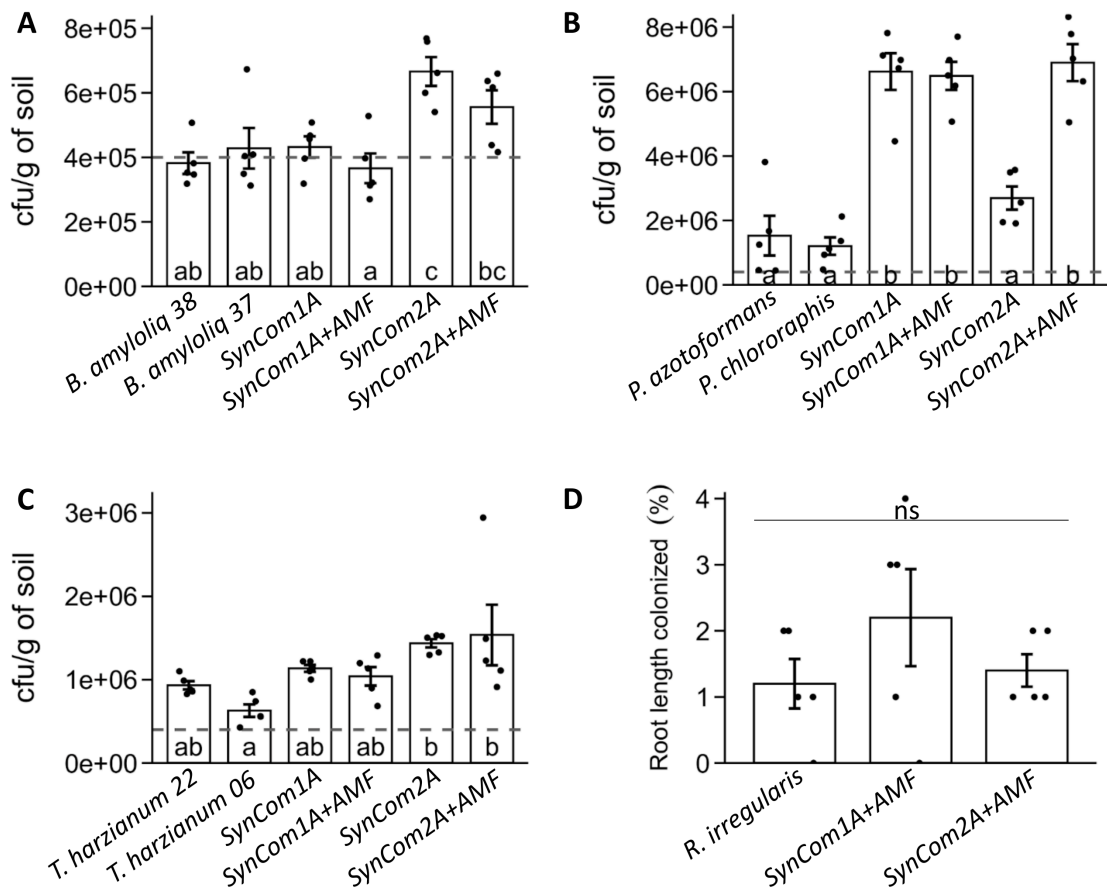 A
cfu/g of soil
8e+05
6e+05
4e+05
2e+05
0e+00
ab
ab
ab
a
c
bc
B. amyloliq 38
B. amyloliq 37
SynCom1A
SynCom1A+AMF
SynCom2A
SynCom2A+AMF
B
cfu/g of soil
8e+06
6e+06
4e+06
2e+06
0e+00
a
a
b
b
a
b
P. azotoformans
P. chlororaphis
SynCom1A
SynCom1A+AMF
SynCom2A
SynCom2A+AMF
C
cfu/g of soil
3e+06
2e+06
1e+06
0e+00
ab
a
ab
ab
b
b
T. harzianum 22
T. harzianum 06
SynCom1A
SynCom1A+AMF
SynCom2A
SynCom2A+AMF
D
Root length colonized (%)
4
3
2
1
0
ns
R. irregularis
SynCom1A+AMF
SynCom2A+AMF